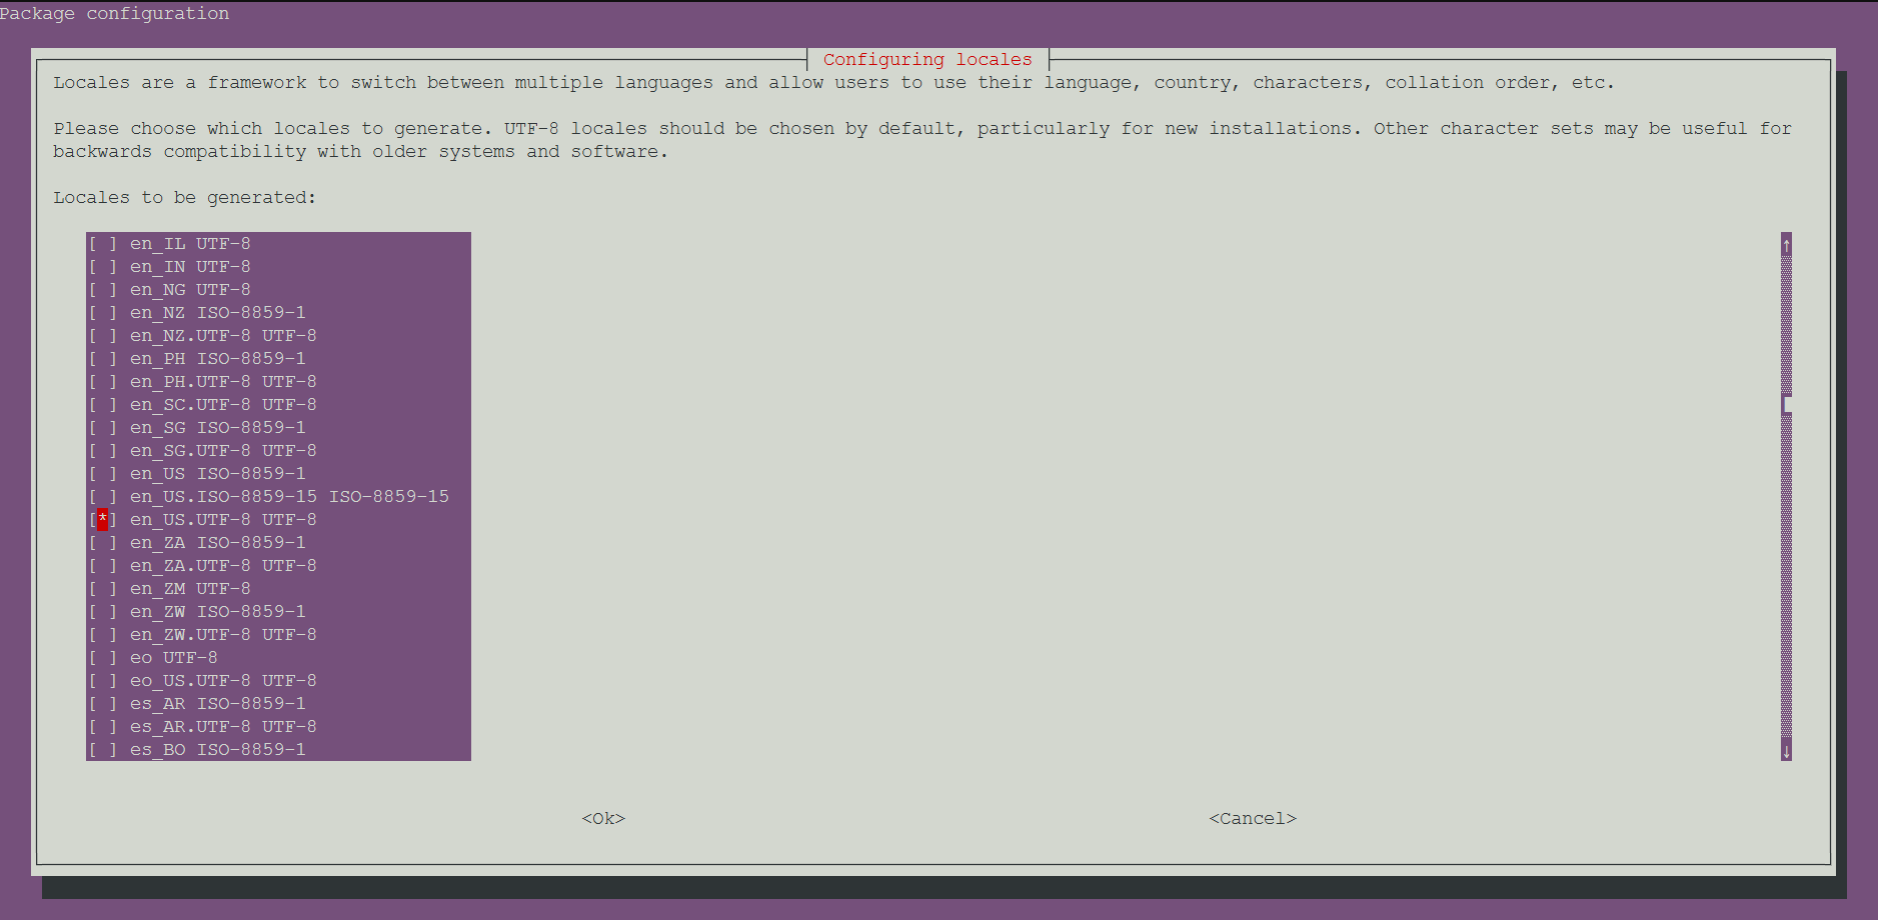 Package configuration
Configuring locales
Locales are a framework to switch between multiple languages and allow users to use their language, country, characters, collation order, etc.
Please choose which locales to generate. UTF-8 locales should be chosen by default, particularly for new installations. Other character sets may be useful for
backwards compatibility with older systems and software.
Locales to be generated:
[ ] en_IL UTF-8
[ ] en_IN UTF-8
[ ] en_NG UTF-8
[ ] en_NZ ISO-8859-1
[ ] en_NZ.UTF-8 UTF-8
[ ] en_PH ISO-8859-1
[ ] en_PH.UTF-8 UTF-8
[ ] en_SC.UTF-8 UTF-8
[ ] en_SG ISO-8859-1
[ ] en_SG.UTF-8 UTF-8
[ ] en_US ISO-8859-1
[ ] en_US.ISO-8859-15 ISO-8859-15
[*] en_US.UTF-8 UTF-8
[ ] en_ZA ISO-8859-1
[ ] en_ZA.UTF-8 UTF-8
[ ] en_ZM UTF-8
[ ] en_ZW ISO-8859-1
[ ] en_ZW.UTF-8 UTF-8
[ ] eo UTF-8
[ ] eo_US.UTF-8 UTF-8
[ ] es_AR ISO-8859-1
[ ] es_AR.UTF-8 UTF-8
[ ] es_BO ISO-8859-1
<Ok> <Cancel>